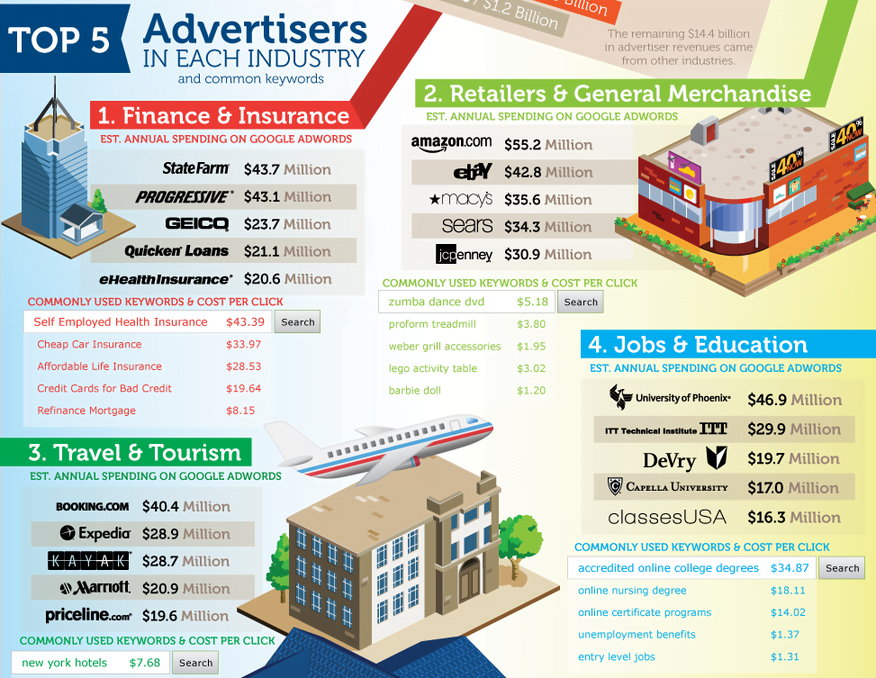 TOP 5
Advertisers
IN EACH INDUSTRY
and common keywords
$1.2 Billion
Billion
The remaining $14.4 billion
in advertiser revenues came
from other industries.
1. Finance & Insurance
EST. ANNUAL SPENDING ON GOOGLE ADWORDS
StateFarm $43.7 Million
PROGRESSIVE $43.1 Million
GEICO $23.7 Million
Quicken Loans $21.1 Million
eHealthInsurance $20.6 Million
COMMONLY USED KEYWORDS & COST PER CLICK
Self Employed Health Insurance $43.39 Search
Cheap Car Insurance $33.97
Affordable Life Insurance $28.53
Credit Cards for Bad Credit $19.64
Refinance Mortgage $8.15
2. Retailers & General Merchandise
EST. ANNUAL SPENDING ON GOOGLE ADWORDS
amazon.com $55.2 Million
ebay $42.8 Million
macy's $35.6 Million
sears $34.3 Million
jcpenney $30.9 Million
SALE 40% NOW
SALE 40% NOW
COMMONLY USED KEYWORDS & COST PER CLICK
zumba dance dvd $5.18 Search
proform treadmill $3.80
weber grill accessories $1.95
lego activity table $3.02
barbie doll $1.20
3. Travel & Tourism
EST. ANNUAL SPENDING ON GOOGLE ADWORDS
BOOKING.COM $40.4 Million
Expedia $28.9 Million
KAYAK $28.7 Million
Marriott $20.9 Million
priceline.com $19.6 Million
COMMONLY USED KEYWORDS & COST PER CLICK
new york hotels $7.68 Search
4. Jobs & Education
EST. ANNUAL SPENDING ON GOOGLE ADWORDS
University of Phoenix $46.9 Million
ITT Technical Institute ITT $29.9 Million
DeVry $19.7 Million
CAPELLA UNIVERSITY $17.0 Million
classesUSA $16.3 Million
COMMONLY USED KEYWORDS & COST PER CLICK
accredited online college degrees $34.87 Search
online nursing degree $18.11
online certificate programs $14.02
unemployment benefits $1.37
entry level jobs $1.31